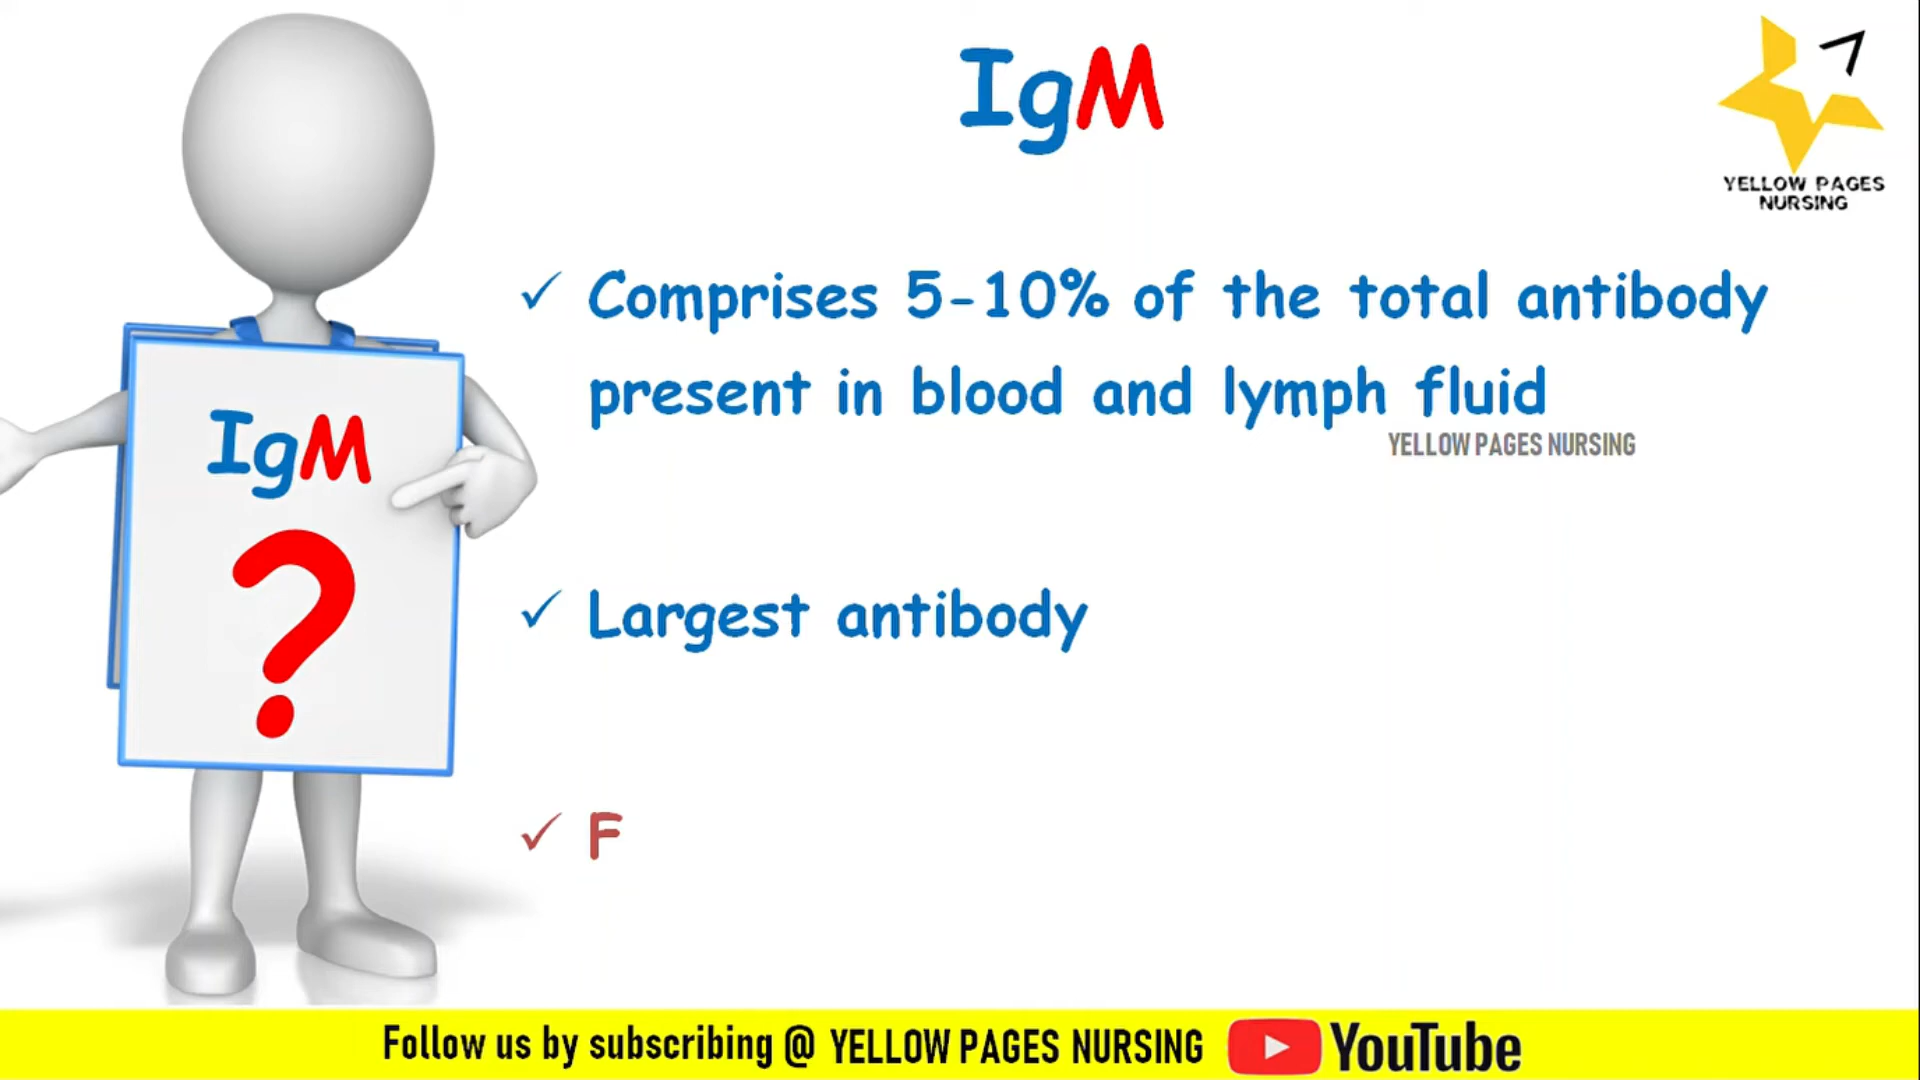 IgM
YELLOW PAGES
NURSING
✓ Comprises 5-10% of the total antibody
present in blood and lymph fluid
YELLOW PAGES NURSING
IgM
?
✓ Largest antibody
✓ F
Follow us by subscribing @ YELLOW PAGES NURSING YouTube